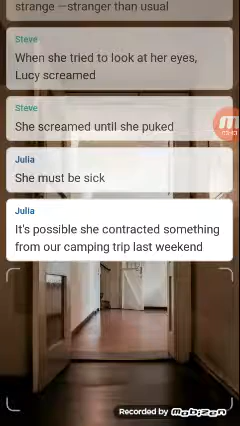 strange —stranger than usual
Steve
When she tried to look at her eyes,
Lucy screamed
Steve
She screamed until she puked
Julia
She must be sick
Julia
It's possible she contracted something
from our camping trip last weekend
Recorded by mobizen